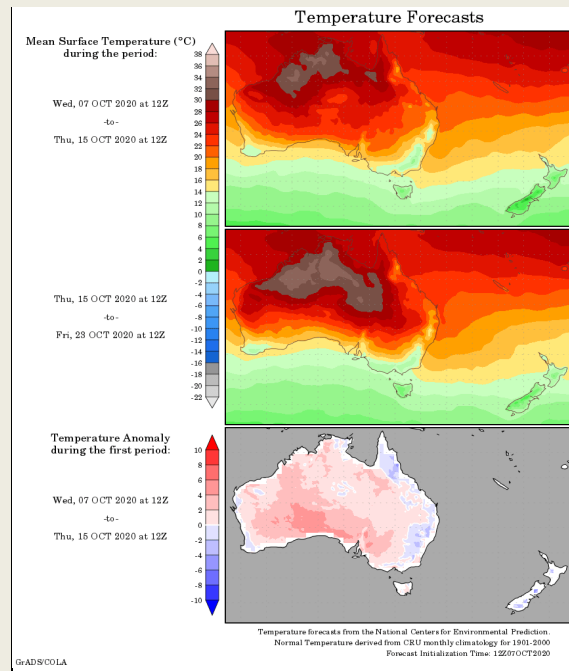 Temperature Forecasts
Mean Surface Temperature (°C)
during the period:
Wed, 07 OCT 2020 at 12Z
-to-
Thu, 15 OCT 2020 at 12Z
38
36
34
32
30
28
26
24
22
20
18
16
14
12
10
8
6
4
2
0
-2
-4
-6
-8
-10
-12
-14
-16
-18
-20
-22
Thu, 15 OCT 2020 at 12Z
-to-
Fri, 23 OCT 2020 at 12Z
Temperature Anomaly
during the first period:
Wed, 07 OCT 2020 at 12Z
-to-
Thu, 15 OCT 2020 at 12Z
10
8
6
4
2
0
-2
-4
-6
-8
-10
Temperature forecasts from the National Centers for Environmental Prediction.
Normal Temperature derived from CRU monthly climatology for 1901-2000
Forecast Initialization Time: 12Z07OCT2020
GrADS/COLA